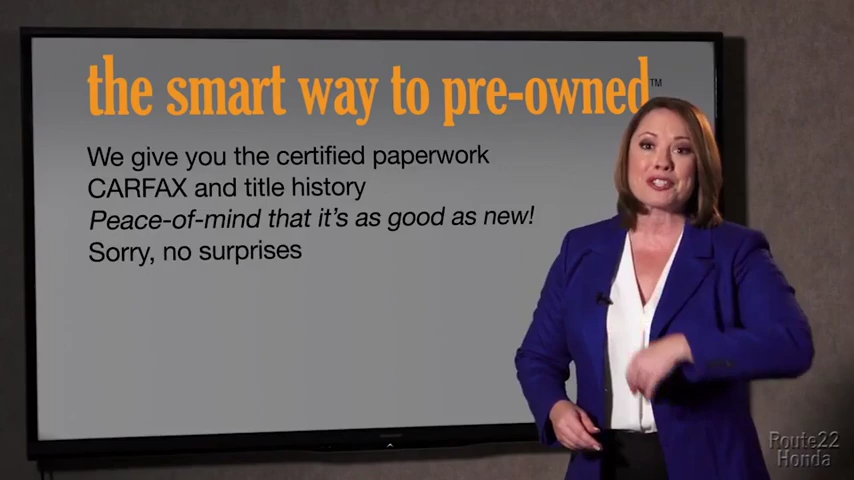 the smart way to pre-owned™
We give you the certified paperwork
CARFAX and title history
Peace-of-mind that it's as good as new!
Sorry, no surprises
Route22
Honda